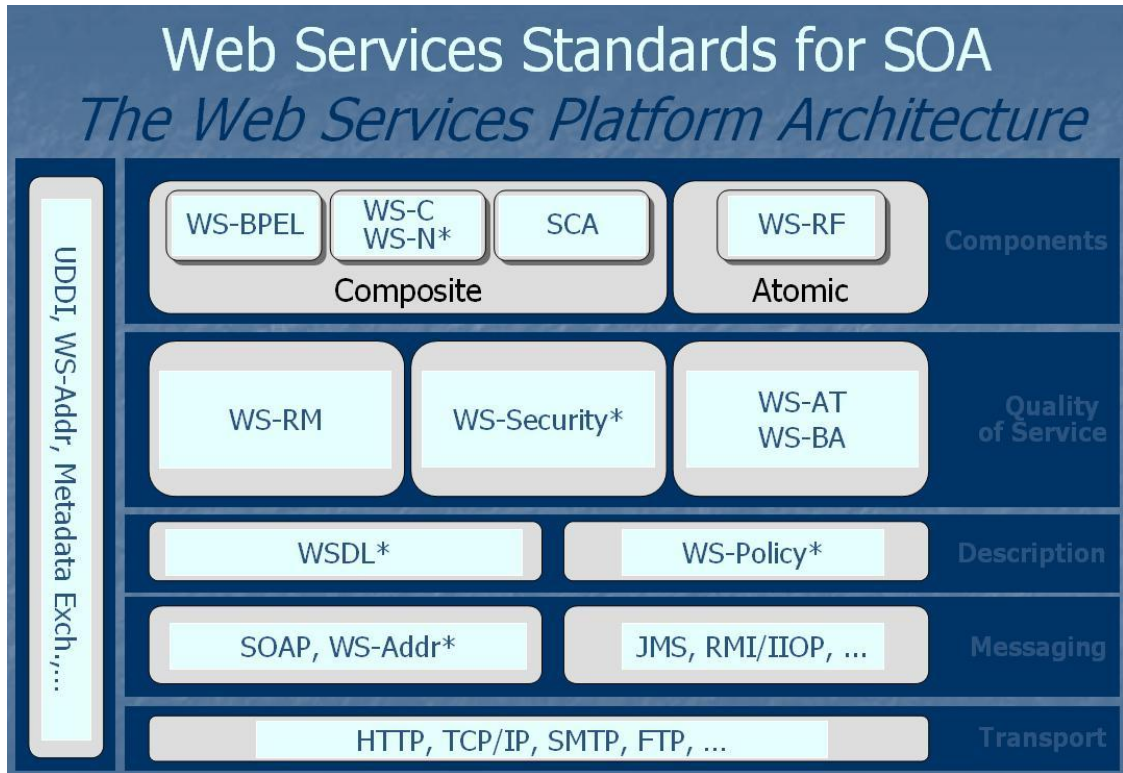 Web Services Standards for SOA
The Web Services Platform Architecture
UDDI, WS-Addr, Metadata Exch.,...
WS-BPEL
WS-C
WS-N*
SCA
Composite
WS-RF
Atomic
Components
WS-RM
WS-Security*
WS-AT
WS-BA
Quality
of Service
WSDL*
WS-Policy*
Description
SOAP, WS-Addr*
JMS, RMI/IIOP, ...
Messaging
HTTP, TCP/IP, SMTP, FTP, ...
Transport